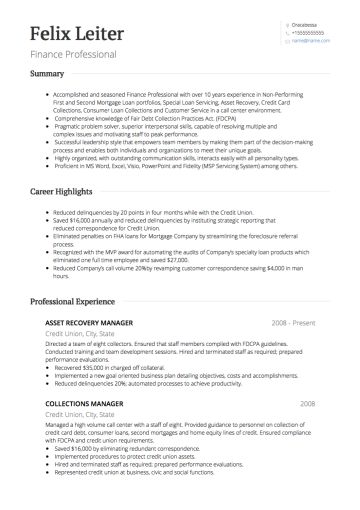 Felix Leiter
Finance Professional
Oracabessa
+15555555555
name@name.com
Summary
• Accomplished and seasoned Finance Professional with over 10 years experience in Non-Performing
First and Second Mortgage Loan portfolios, Special Loan Servicing, Asset Recovery, Credit Card
Collections, Consumer Loan Collections and Customer Service in a call center environment.
• Comprehensive knowledge of Fair Debt Collection Practices Act. (FDCPA)
• Pragmatic problem solver, superior interpersonal skills, capable of resolving multiple and
complex issues and motivating staff to peak performance.
• Successful leadership style that empowers team members by making them part of the decision-making
process and enables both individuals and organizations to meet their unique goals.
• Highly organized, with outstanding communication skills, interacts easily with all personality types.
• Proficient in MS Word, Excel, Visio, PowerPoint and Fidelity (MSP Servicing System) among others.
Career Highlights
• Reduced delinquencies by 20 points in four months while with the Credit Union.
• Saved $16,000 annually and reduced delinquencies by instituting strategic reporting that
reduced correspondence for Credit Union.
• Eliminated penalties on FHA loans for Mortgage Company by streamlining the foreclosure referral
process.
• Recognized with the MVP award for automating the audits of Company's specialty loan products which
eliminated one full time employee and saved $27,000.
• Reduced Company's call volume 20%by revamping customer correspondence saving $4,000 in man
hours.
Professional Experience
ASSET RECOVERY MANAGER 2008 - Present
Credit Union, City, State
Directed a team of eight collectors. Ensured that staff members complied with FDCPA guidelines.
Conducted training and team development sessions. Hired and terminated staff as required; prepared
performance evaluations.
• Recovered $35,000 in charged off collateral.
• Implemented a new goal oriented business plan detailing objectives, costs and accomplishments.
• Reduced delinquencies 20%; automated processes to achieve productivity.
COLLECTIONS MANAGER 2008
Credit Union, City, State
Managed a high volume call center with a staff of eight. Provided guidance to personnel on collection of
credit card debt, consumer loans, second mortgages and home equity lines of credit. Ensured compliance
with FDCPA and credit union requirements.
• Saved $16,000 by eliminating redundant correspondence.
• Implemented procedures to protect credit union assets.
• Hired and terminated staff as required; prepared performance evaluations.
• Represented credit union at business, civic and social functions.